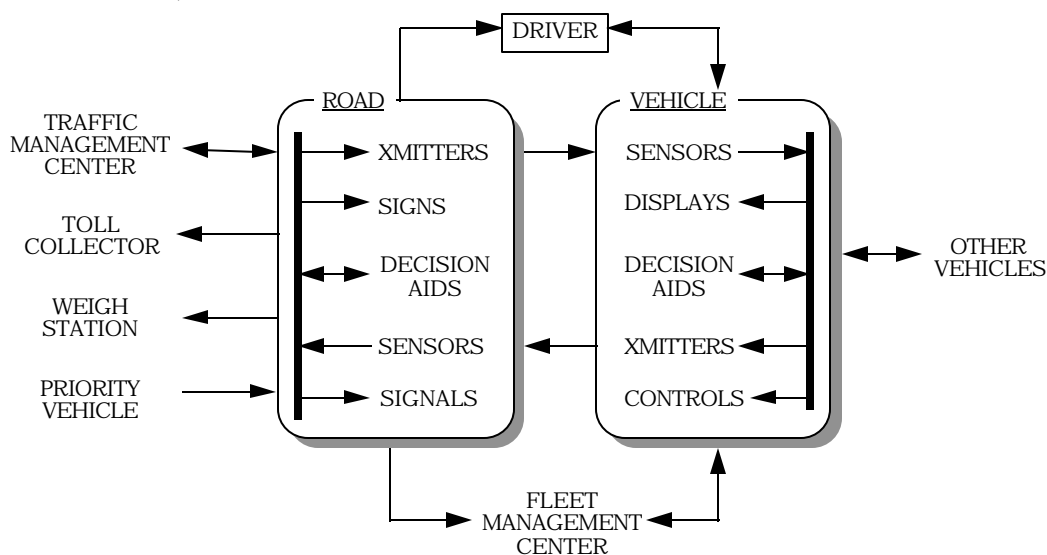 DRIVER
ROAD
VEHICLE
TRAFFIC
MANAGEMENT
CENTER
TOLL
COLLECTOR
WEIGH
STATION
PRIORITY
VEHICLE
XMITTERS
SIGNS
DECISION
AIDS
SENSORS
SIGNALS
SENSORS
DISPLAYS
DECISION
AIDS
XMITTERS
CONTROLS
OTHER
VEHICLES
FLEET
MANAGEMENT
CENTER